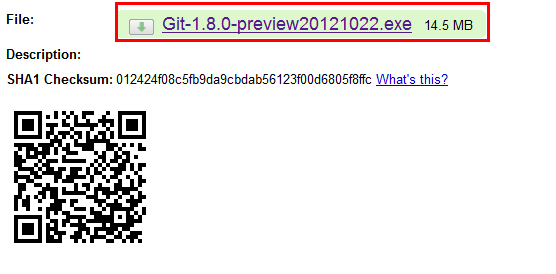 File: Git-1.8.0-preview20121022.exe 14.5 MB
Description:
SHA1 Checksum: 012424f08c5fb9da9cbdab56123f00d6805f8ffc What's this?